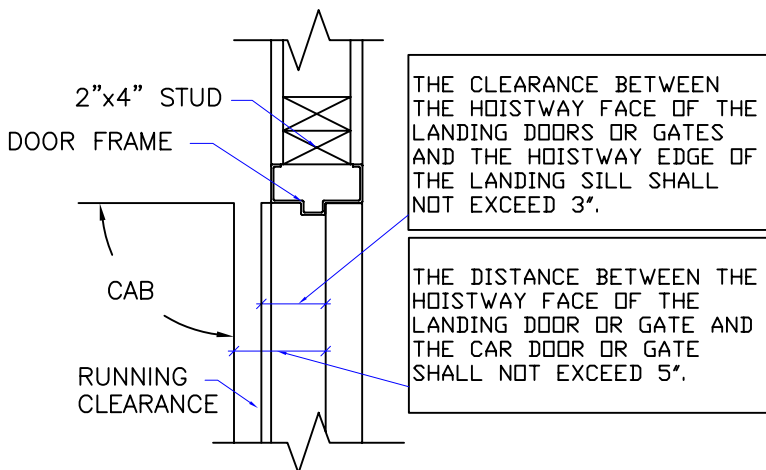 2”x4” STUD
DOOR FRAME
CAB
RUNNING
CLEARANCE
THE CLEARANCE BETWEEN
THE HOISTWAY FACE OF THE
LANDING DOORS OR GATES
AND THE HOISTWAY EDGE OF
THE LANDING SILL SHALL
NOT EXCEED 3".
THE DISTANCE BETWEEN THE
HOISTWAY FACE OF THE
LANDING DOOR OR GATE AND
THE CAR DOOR OR GATE
SHALL NOT EXCEED 5".